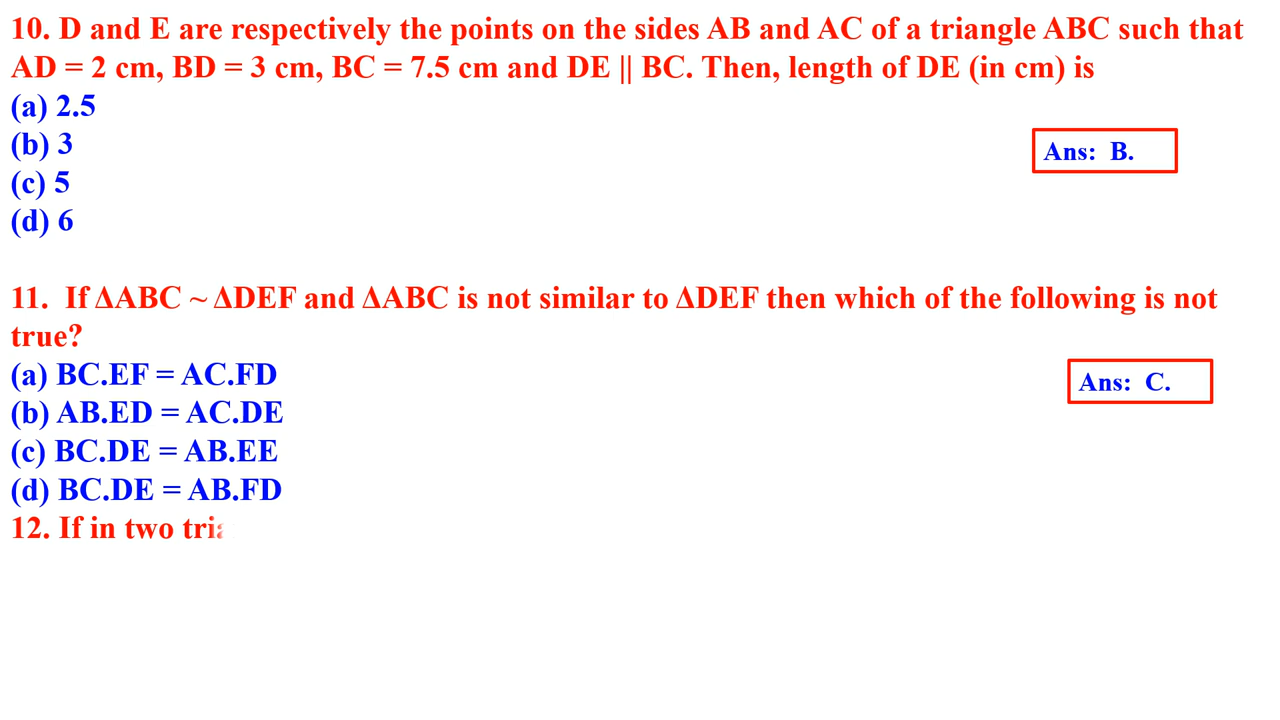 10. D and E are respectively the points on the sides AB and AC of a triangle ABC such that
AD = 2 cm, BD = 3 cm, BC = 7.5 cm and DE || BC. Then, length of DE (in cm) is
(a) 2.5
(b) 3
Ans: B.
(c) 5
(d) 6
11. If ΔABC ~ ΔDEF and ΔABC is not similar to ΔDEF then which of the following is not
true?
(a) BC.EF = AC.FD
Ans: C.
(b) AB.ED = AC.DE
(c) BC.DE = AB.EE
(d) BC.DE = AB.FD
12. If in two